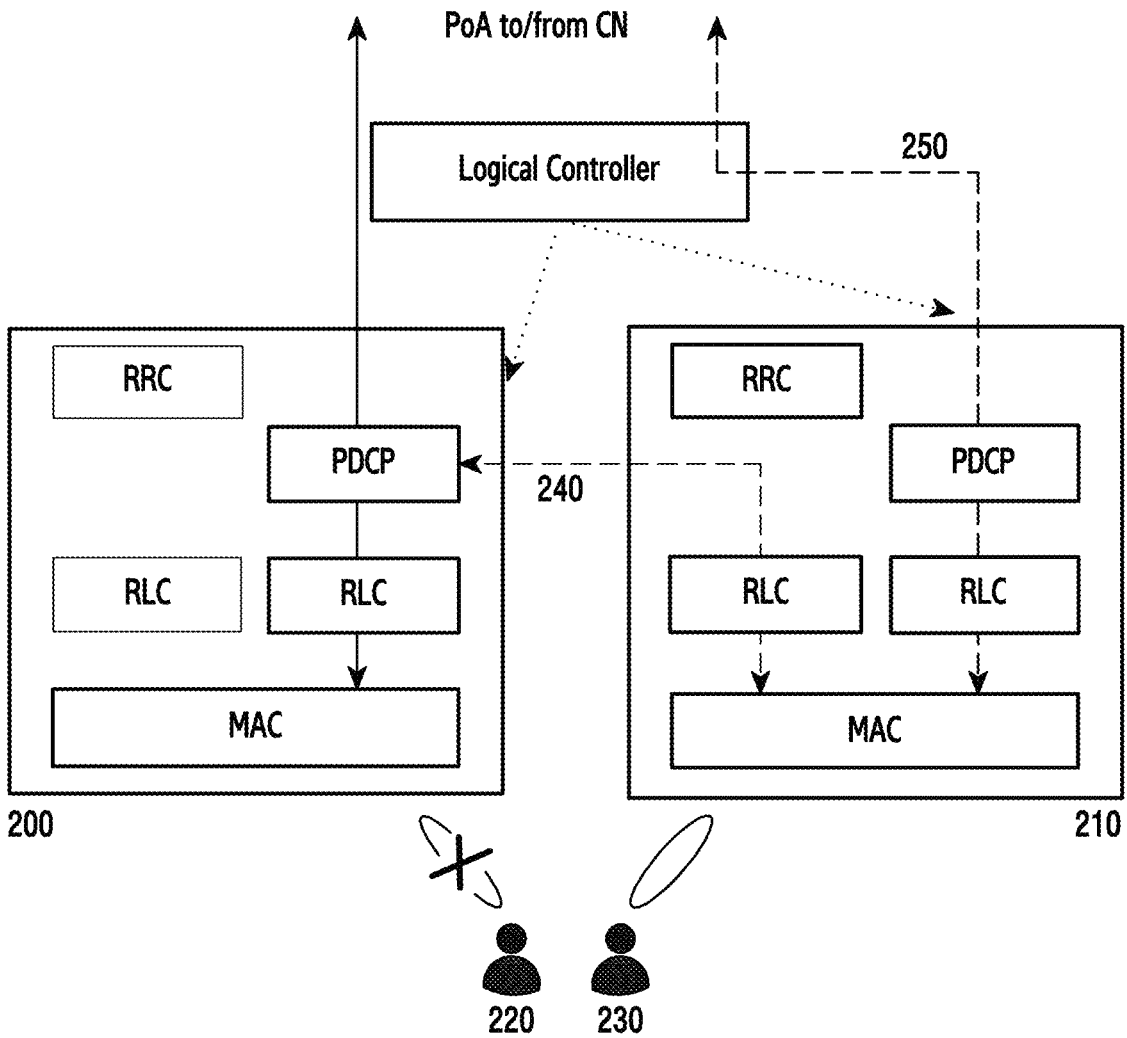 PoA to/from CN
Logical Controller
250
RRC
RRC
PDCP
240
PDCP
RLC
RLC
RLC
RLC
MAC
MAC
200
210
220
230